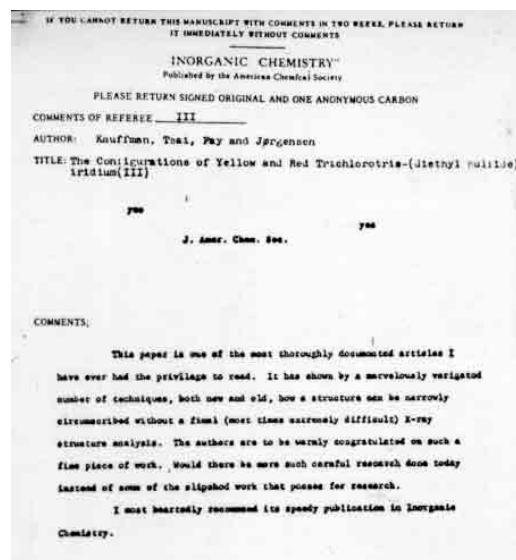 IF YOU CANNOT RETURN THIS MANUSCRIPT WITH COMMENTS IN TWO WEEKS, PLEASE RETURN
IT IMMEDIATELY WITHOUT COMMENTS
INORGANIC CHEMISTRY
Published by the American Chemical Society
PLEASE RETURN SIGNED ORIGINAL AND ONE ANONYMOUS CARBON
COMMENTS OF REFEREE III
AUTHOR: Kauffman, Tsai, Fay and Jørgensen
TITLE: The Configurations of Yellow and Red Trichlorotris-(diethyl sulfide)
iridium(III)
yes
yes
J. Amer. Chem. Soc.
COMMENTS:
This paper is one of the most thoroughly documented articles I
have ever had the privilage to read. It has shown by a marvelously varigated
number of techniques, both new and old, how a structure can be narrowly
circumscribed without a final (most times extremely difficult) X-ray
structure analysis. The authors are to be warmly congratulated on such a
fine piece of work. Would there be more such careful research done today
instead of some of the slipshod work that passes for research.
I most heartedly recommend its speedy publication in Inorganic
Chemistry.